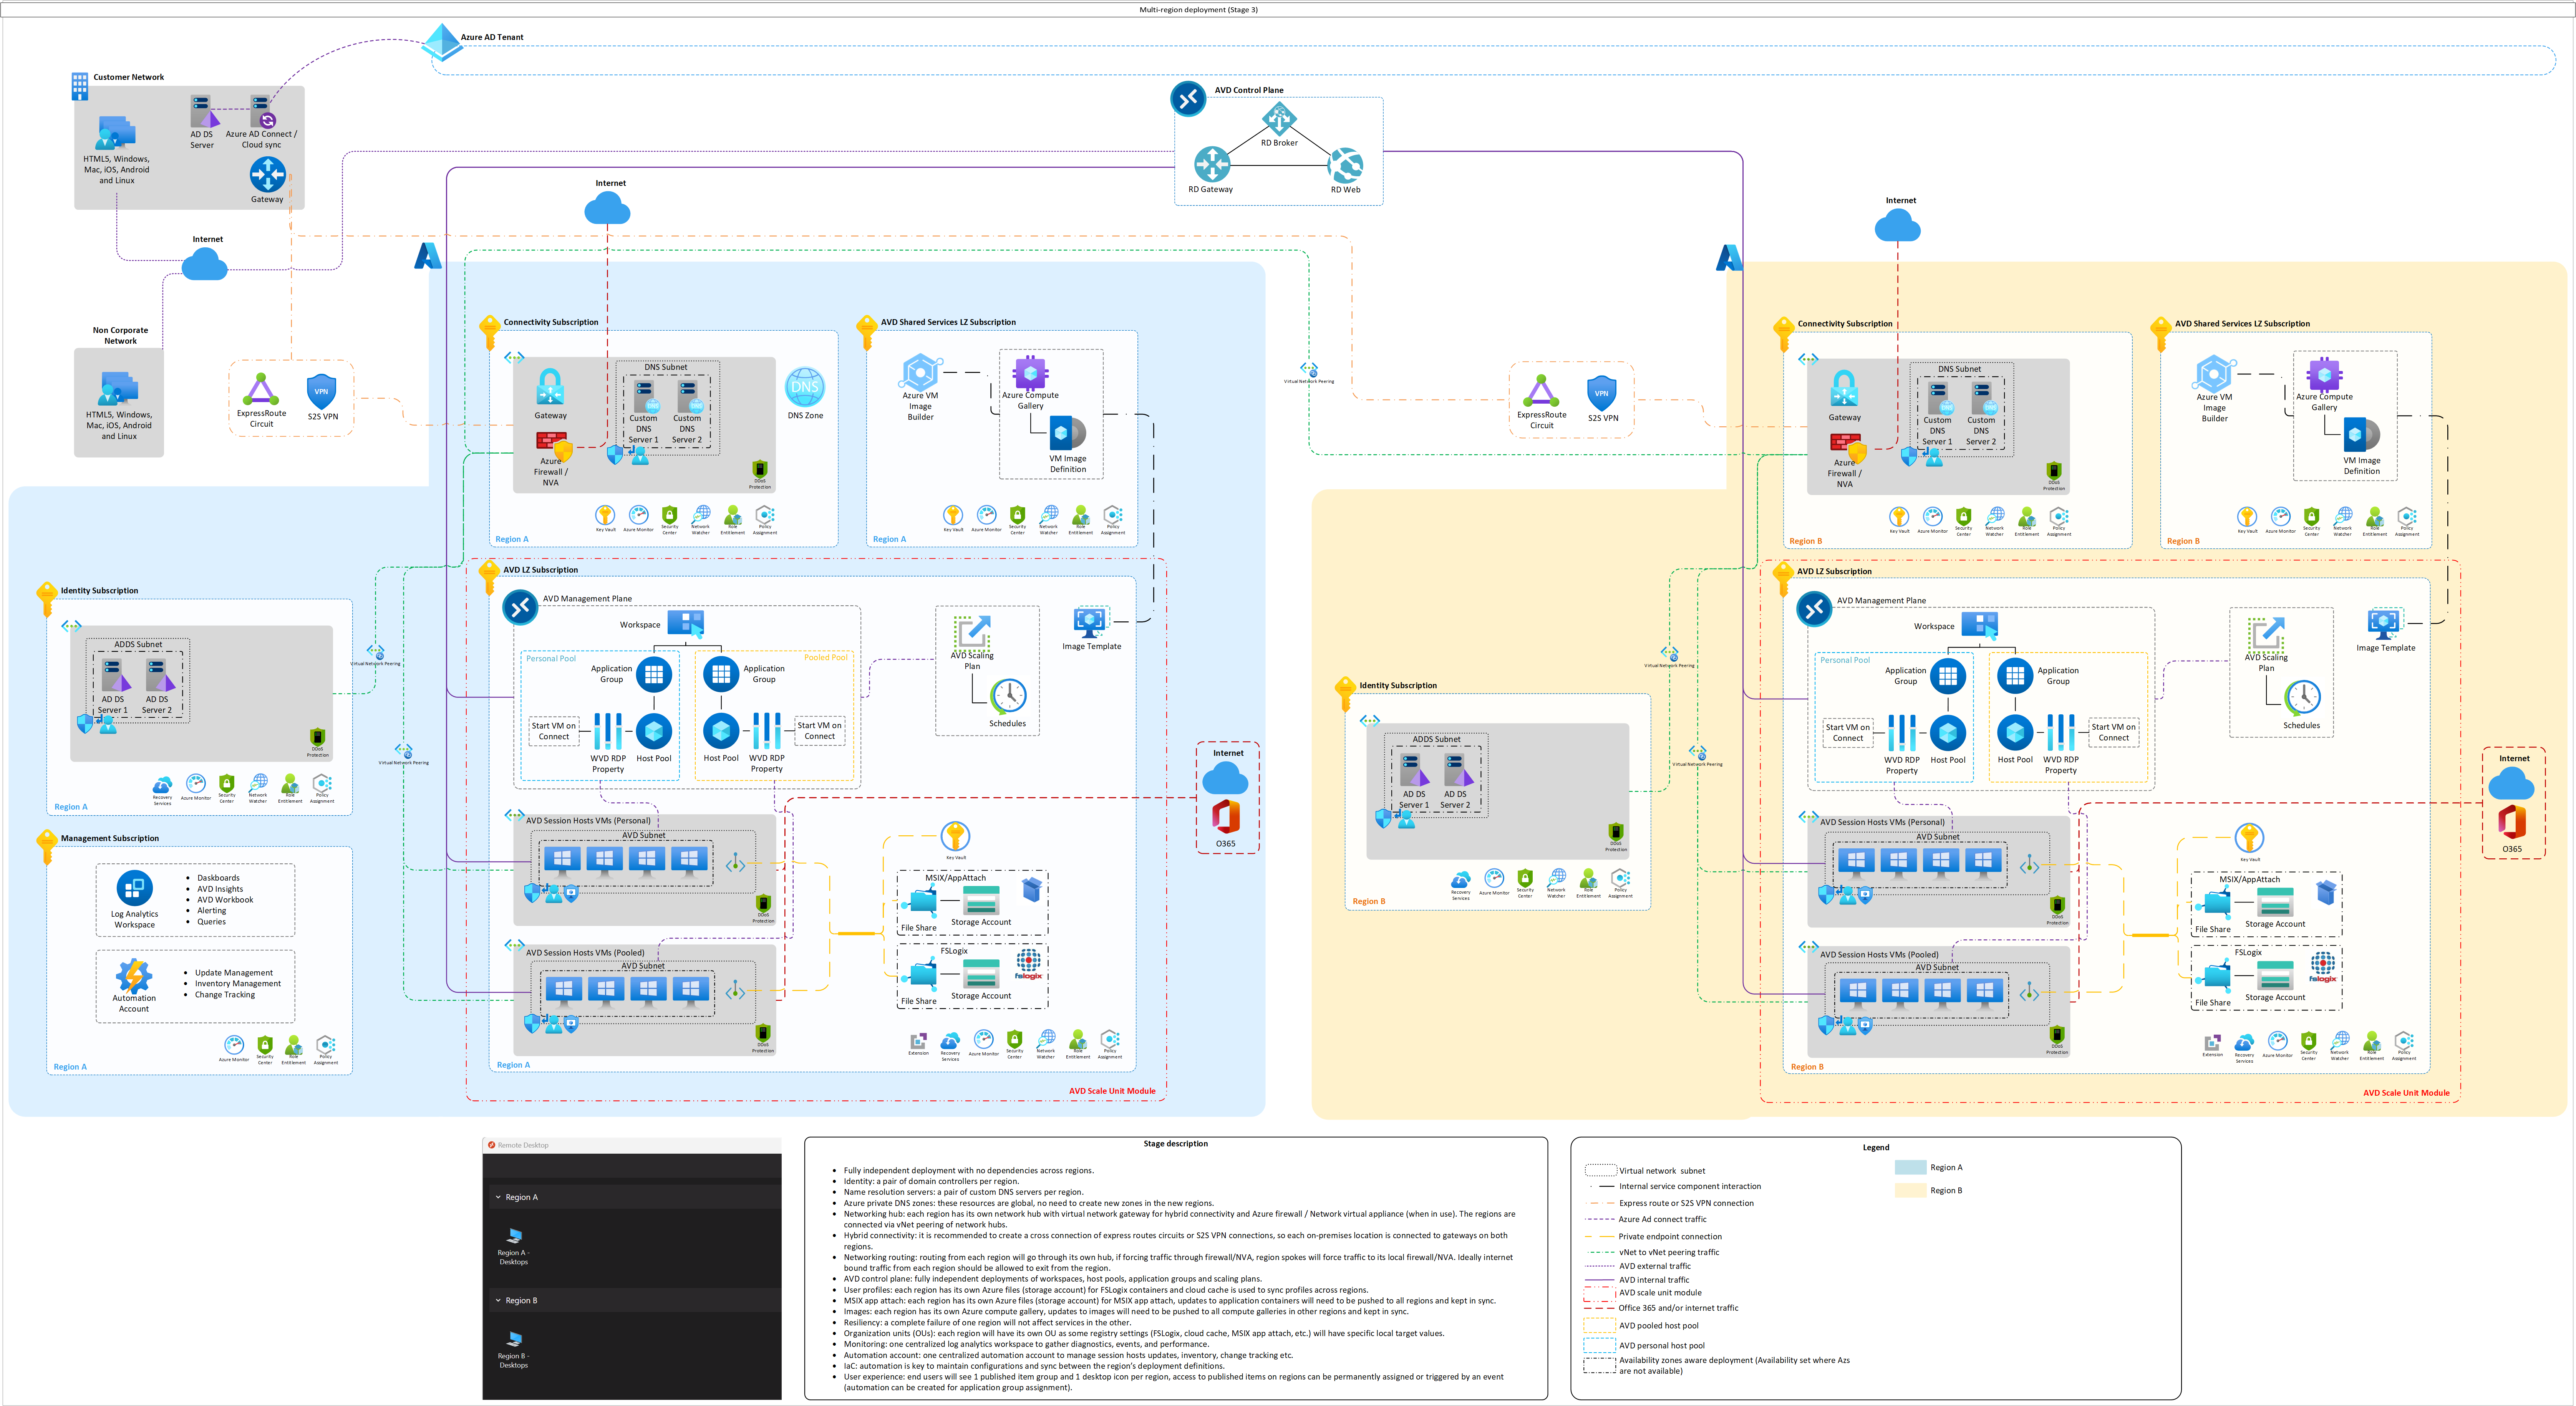 Multi-region deployment (Stage 3)
Azure AD Tenant
Customer Network
AD DS
Server
Azure AD Connect /
Cloud sync
HTML5, Windows,
Mac, iOS, Android
and Linux
Gateway
AVD Control Plane
RD Broker
RD Gateway
RD Web
Internet
Internet
Internet
Non Corporate
Network
HTML5, Windows,
Mac, iOS, Android
and Linux
ExpressRoute
Circuit
VPN
S2S VPN
Connectivity Subscription
DNS Subnet
Gateway
Custom
DNS
Server 1
Custom
DNS
Server 2
DNS
DNS Zone
Azure
Firewall /
NVA
DDoS
Protection
Key Vault
Azure Monitor
Security
Center
Network
Watcher
Role
Entitlement
Policy
Assignment
Region A
AVD Shared Services LZ Subscription
Azure VM
Image
Builder
Azure Compute
Gallery
VM Image
Definition
Key Vault
Azure Monitor
Security
Center
Network
Watcher
Role
Entitlement
Policy
Assignment
Region A
Virtual Network Peering
ExpressRoute
Circuit
VPN
S2S VPN
Connectivity Subscription
DNS Subnet
Gateway
Custom
DNS
Server 1
Custom
DNS
Server 2
Azure
Firewall /
NVA
DDoS
Protection
Key Vault
Azure Monitor
Security
Center
Network
Watcher
Role
Entitlement
Policy
Assignment
Region B
AVD Shared Services LZ Subscription
Azure VM
Image
Builder
Azure Compute
Gallery
VM Image
Definition
Key Vault
Azure Monitor
Security
Center
Network
Watcher
Role
Entitlement
Policy
Assignment
Region B
Identity Subscription
ADDS Subnet
AD DS
Server 1
AD DS
Server 2
DDoS
Protection
Recovery
Services
Azure Monitor
Security
Center
Network
Watcher
Role
Entitlement
Policy
Assignment
Region A
Virtual Network Peering
Virtual Network Peering
Management Subscription
Log Analytics
Workspace
• Daskboards
• AVD Insights
• AVD Workbook
• Alerting
• Queries
Automation
Account
• Update Management
• Inventory Management
• Change Tracking
Azure Monitor
Security
Center
Role
Entitlement
Policy
Assignment
Region A
AVD LZ Subscription
AVD Management Plane
Workspace
Personal Pool
Pooled Pool
Application
Group
Application
Group
Start VM on
Connect
WVD RDP
Property
Host Pool
Host Pool
WVD RDP
Property
Start VM on
Connect
AVD Scaling
Plan
Schedules
Image Template
AVD Session Hosts VMs (Personal)
AVD Subnet
DDoS
Protection
AVD Session Hosts VMs (Pooled)
AVD Subnet
DDoS
Protection
Key Vault
MSIX/AppAttach
File Share
Storage Account
FSLogix
fslogix
File Share
Storage Account
Extension
Recovery
Services
Azure Monitor
Security
Center
Network
Watcher
Role
Entitlement
Policy
Assignment
Region A
AVD Scale Unit Module
Internet
O365
Identity Subscription
ADDS Subnet
AD DS
Server 1
AD DS
Server 2
DDoS
Protection
Recovery
Services
Azure Monitor
Security
Center
Network
Watcher
Role
Entitlement
Policy
Assignment
Region B
Virtual Network Peering
Virtual Network Peering
AVD LZ Subscription
AVD Management Plane
Workspace
Personal Pool
Application
Group
Application
Group
Start VM on
Connect
WVD RDP
Property
Host Pool
Host Pool
WVD RDP
Property
Start VM on
Connect
AVD Scaling
Plan
Schedules
Image Template
AVD Session Hosts VMs (Personal)
AVD Subnet
DDoS
Protection
AVD Session Hosts VMs (Pooled)
AVD Subnet
DDoS
Protection
Key Vault
MSIX/AppAttach
File Share
Storage Account
FSLogix
fslogix
File Share
Storage Account
Extension
Recovery
Services
Azure Monitor
Security
Center
Network
Watcher
Role
Entitlement
Policy
Assignment
Region B
AVD Scale Unit Module
Internet
O365
Remote Desktop
Region A
Region A -
Desktops
Region B
Region B -
Desktops
Stage description
• Fully independent deployment with no dependencies across regions.
• Identity: a pair of domain controllers per region.
• Name resolution servers: a pair of custom DNS servers per region.
• Azure private DNS zones: these resources are global, no need to create new zones in the new regions.
• Networking hub: each region has its own network hub with virtual network gateway for hybrid connectivity and Azure firewall / Network virtual appliance (when in use). The regions are
connected via vNet peering of network hubs.
• Hybrid connectivity: it is recommended to create a cross connection of express routes circuits or S2S VPN connections, so each on-premises location is connected to gateways on both
regions.
• Networking routing: routing from each region will go through its own hub, if forcing traffic through firewall/NVA, region spokes will force traffic to its local firewall/NVA. Ideally internet
bound traffic from each region should be allowed to exit from the region.
• AVD control plane: fully independent deployments of workspaces, host pools, application groups and scaling plans.
• User profiles: each region has its own Azure files (storage account) for FSLogix containers and cloud cache is used to sync profiles across regions.
• MSIX app attach: each region has its own Azure files (storage account) for MSIX app attach, updates to application containers will need to be pushed to all regions and kept in sync.
• Images: each region has its own Azure compute gallery, updates to images will need to be pushed to all compute galleries in other regions and kept in sync.
• Resiliency: a complete failure of one region will not affect services in the other.
• Organization units (OUs): each region will have its own OU as some registry settings (FSLogix, cloud cache, MSIX app attach, etc.) will have specific local target values.
• Monitoring: one centralized log analytics workspace to gather diagnostics, events, and performance.
• Automation account: one centralized automation account to manage session hosts updates, inventory, change tracking etc.
• IaC: automation is key to maintain configurations and sync between the region's deployment definitions.
• User experience: end users will see 1 published item group and 1 desktop icon per region, access to published items on regions can be permanently assigned or triggered by an event
(automation can be created for application group assignment).
Legend
Virtual network subnet
Internal service component interaction
Express route or S2S VPN connection
Azure Ad connect traffic
Private endpoint connection
vNet to vNet peering traffic
AVD external traffic
AVD internal traffic
AVD scale unit module
Office 365 and/or internet traffic
AVD pooled host pool
AVD personal host pool
Availability zones aware deployment (Availability set where Azs
are not available)
Region A
Region B